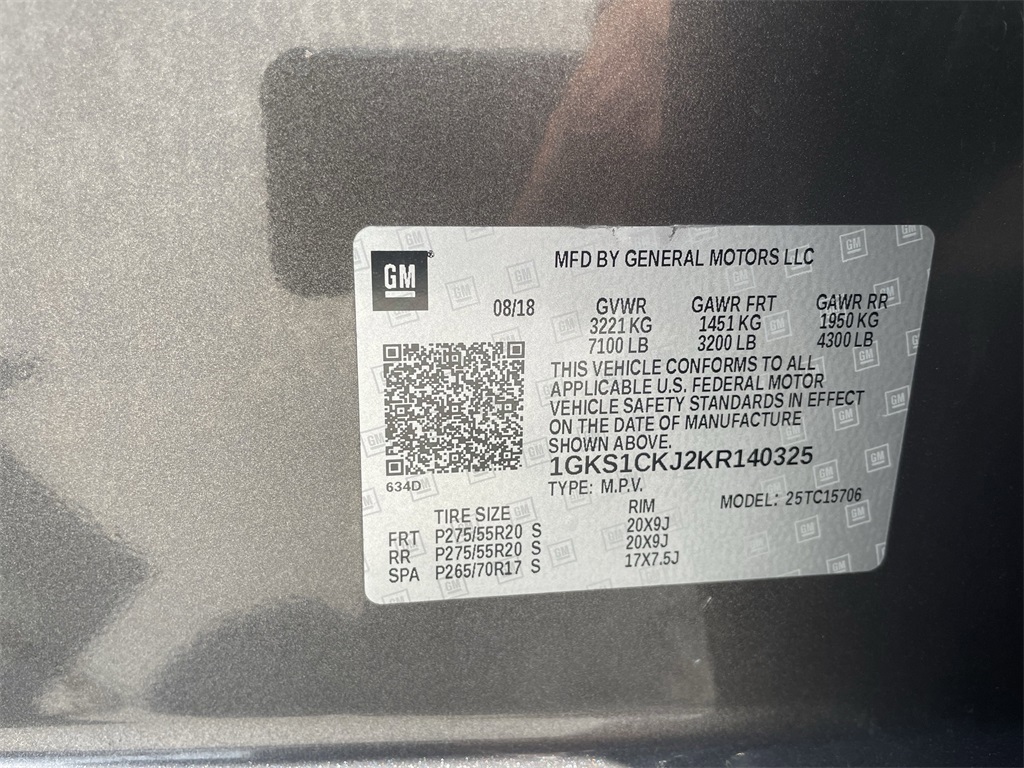 GM
MFD BY GENERAL MOTORS LLC
08/18 GVWR GAWR FRT GAWR RR
3221 KG 1451 KG 1950 KG
7100 LB 3200 LB 4300 LB
THIS VEHICLE CONFORMS TO ALL
APPLICABLE U.S. FEDERAL MOTOR
VEHICLE SAFETY STANDARDS IN EFFECT
ON THE DATE OF MANUFACTURE
SHOWN ABOVE.
1GKS1CKJ2KR140325
634D
TYPE: M.P.V. MODEL: 25TC15706
TIRE SIZE RIM
FRT P275/55R20 S 20X9J
RR P275/55R20 S 20X9J
SPA P265/70R17 S 17X7.5J